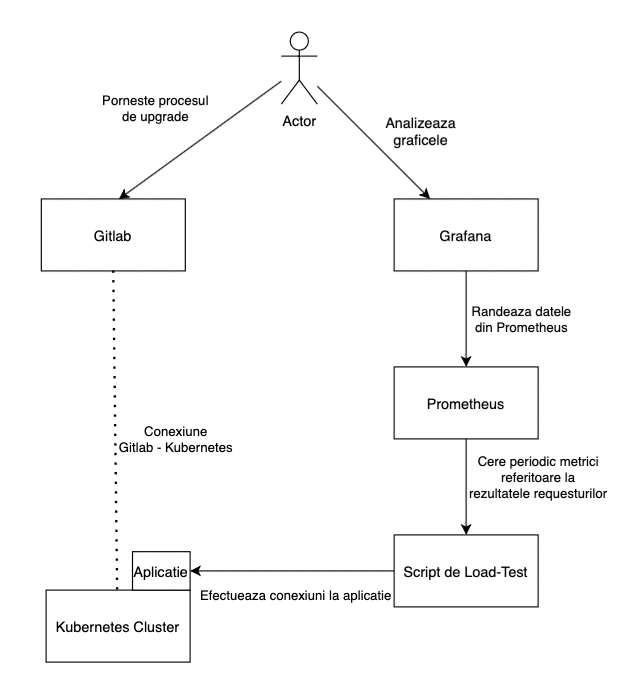 Porneste procesul
de upgrade
Actor
Analizeaza
graficele
Gitlab
Grafana
Randeaza datele
din Prometheus
Prometheus
Conexiune
Gitlab - Kubernetes
Cere periodic metrici
referitoare la
rezultatele requesturilor
Aplicatie
Script de Load-Test
Efectueaza conexiuni la aplicatie
Kubernetes Cluster